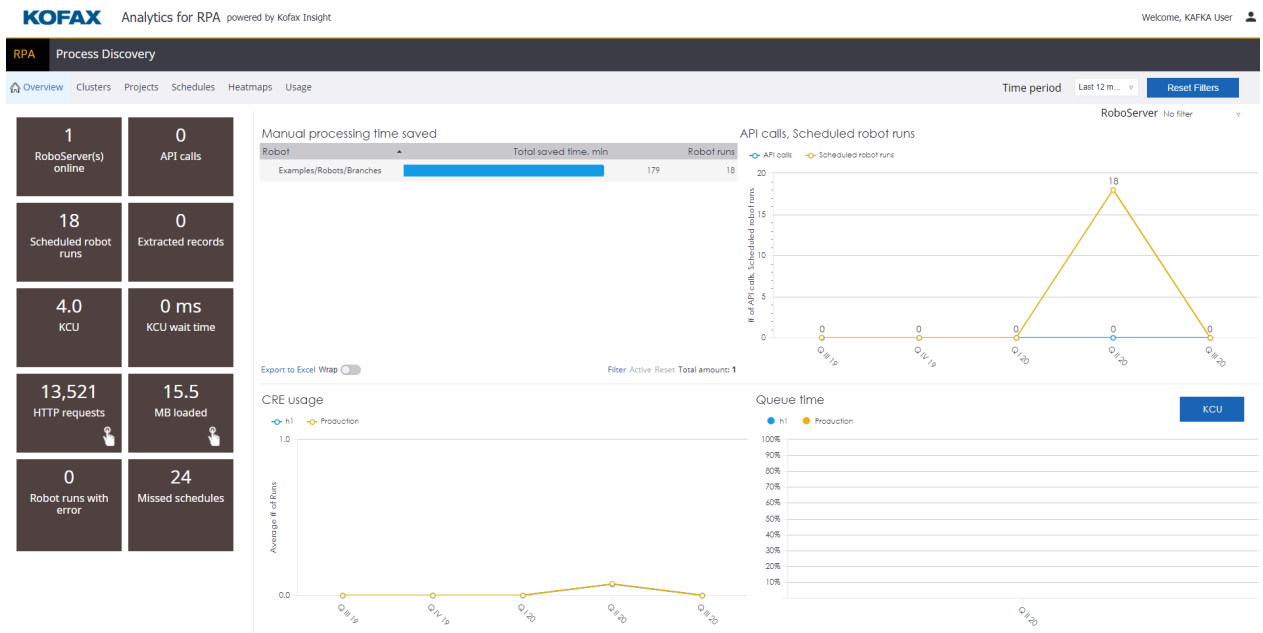 KOFAX Analytics for RPA powered by Kofax Insight
Welcome, KAFKA User
RPA Process Discovery
Overview Clusters Projects Schedules Heatmaps Usage
Time period Last 12 m... Reset Filters
RoboServer No filter
1
RoboServer(s)
online
0
API calls
18
Scheduled robot
runs
0
Extracted records
4.0
KCU
0 ms
KCU wait time
13,521
HTTP requests
15.5
MB loaded
0
Robot runs with
error
24
Missed schedules
Manual processing time saved
Robot Total saved time, min Robot runs
Examples/Robots/Branches 179 18
Export to Excel Wrap
Filter Active Reset Total amount: 1
API calls, Scheduled robot runs
API calls Scheduled robot runs
# of API calls, Scheduled robot runs
20
15
10
5
0
18
0 0 0 0 0
Q III 19 Q IV 19 Q I 20 Q II 20 Q III 20
CRE usage
h1 Production
Average # of Runs
1.0
0.0
Q III 19 Q IV 19 Q I 20 Q II 20 Q III 20
Queue time
KCU
h1 Production
100%
90%
80%
70%
60%
50%
40%
30%
20%
10%
Q II 20